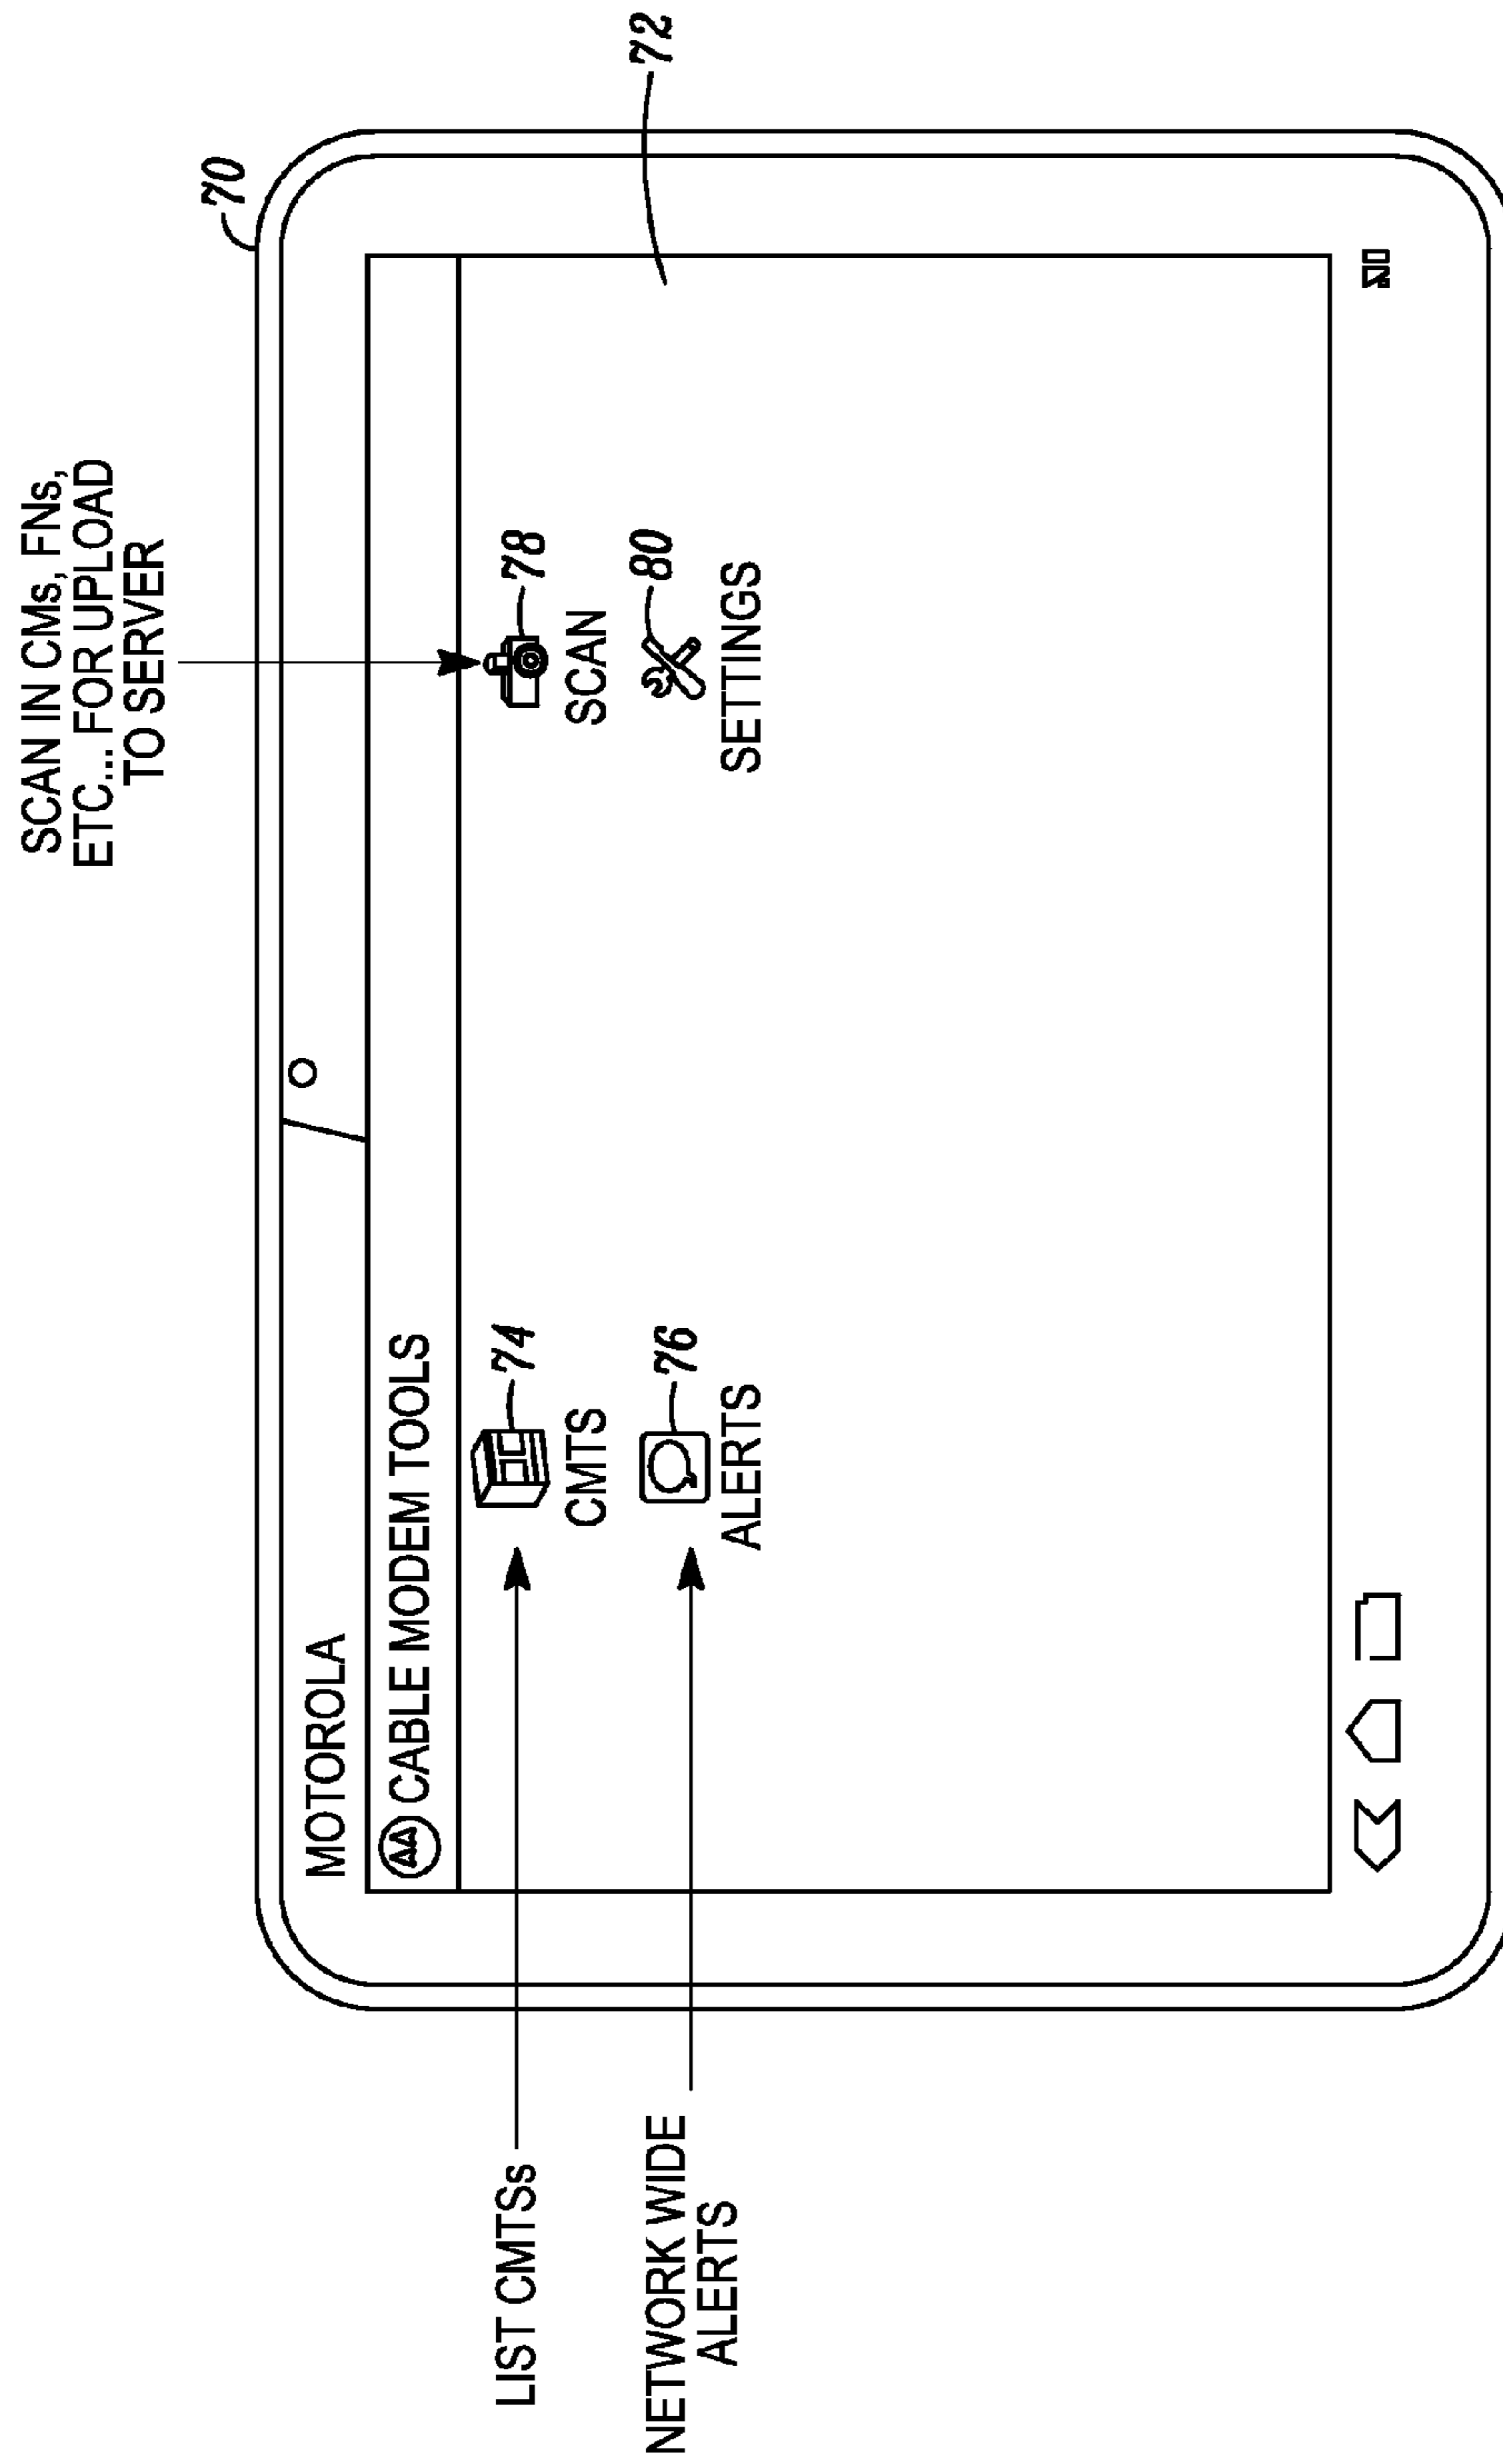 SCAN IN CMs, FNs,
ETC... FOR UPLOAD
TO SERVER
70
MOTOROLA
CABLE MODEM TOOLS
LIST CMTSs
74
CMTS
78
SCAN
72
NETWORK WIDE
ALERTS
76
ALERTS
80
SETTINGS